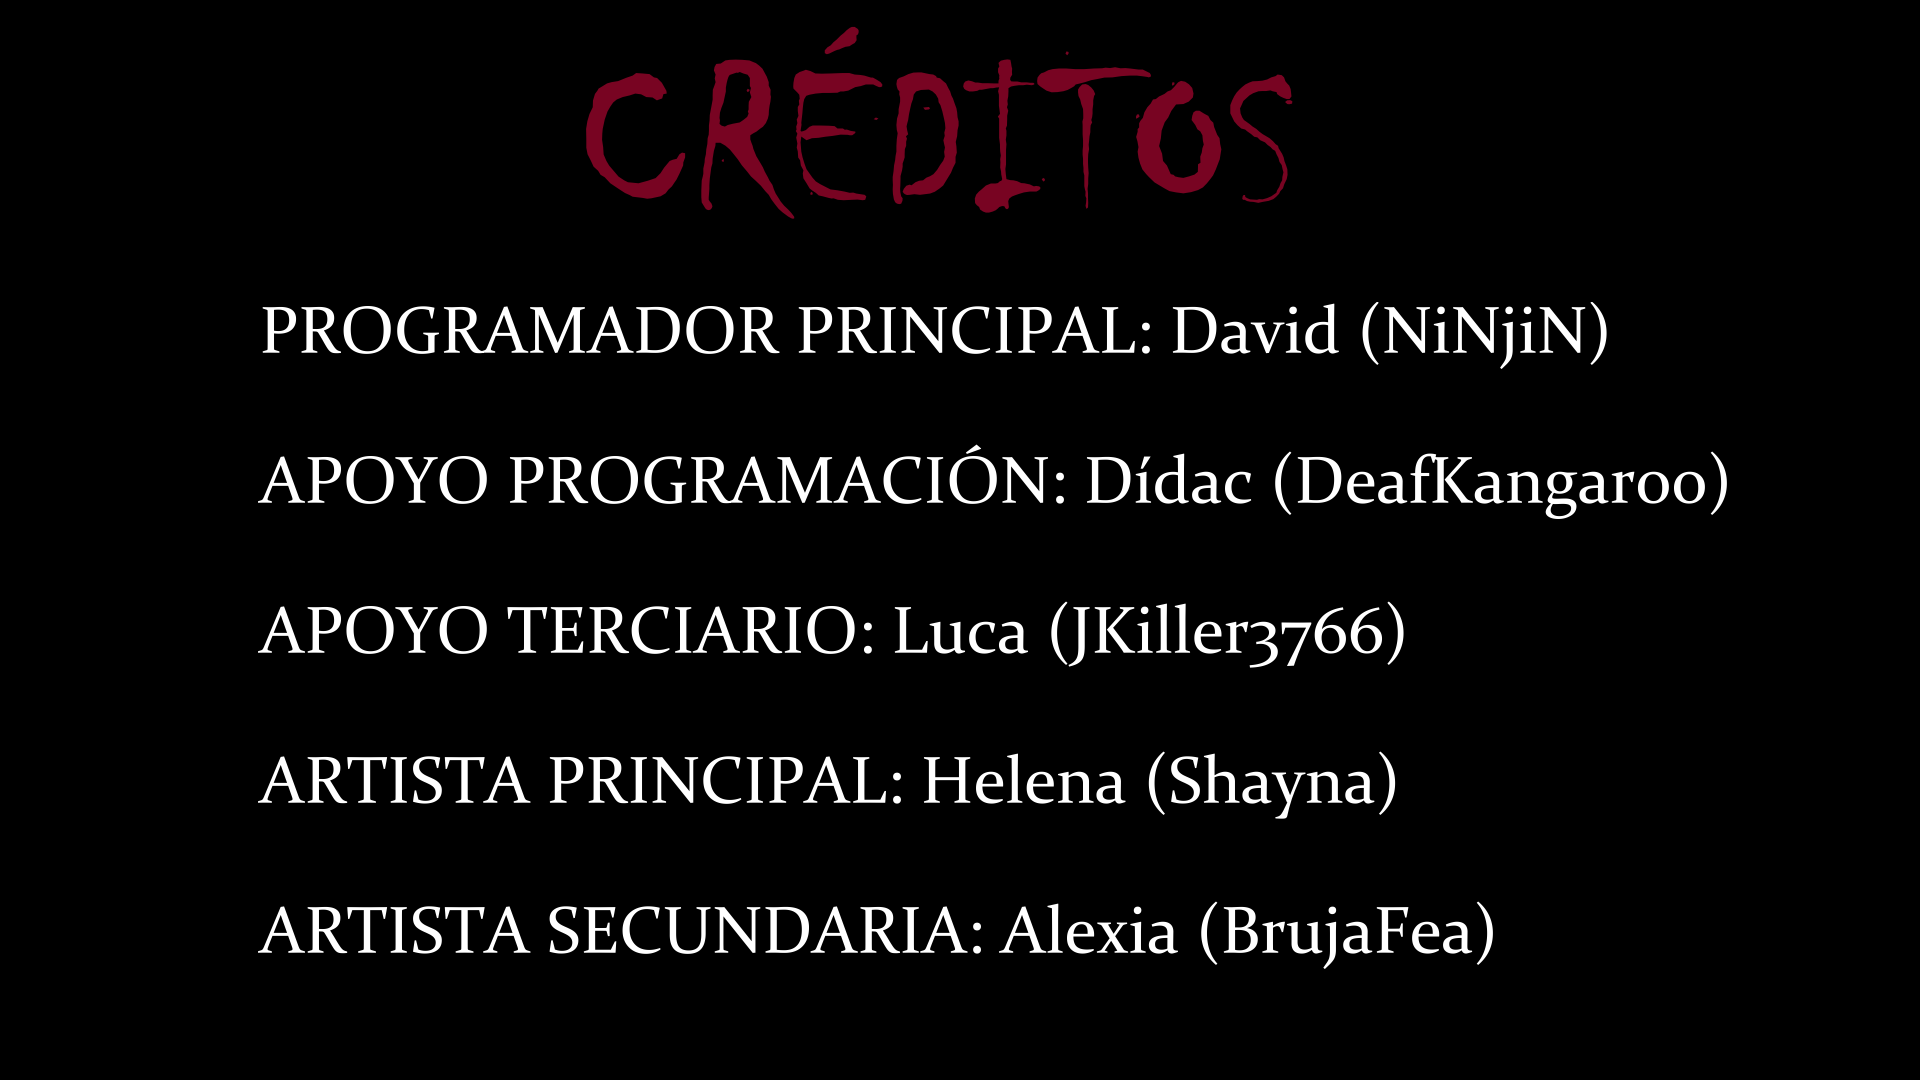 CRÉDITOS
PROGRAMADOR PRINCIPAL: David (NiNjiN)
APOYO PROGRAMACIÓN: Dídac (DeafKangaroo)
APOYO TERCIARIO: Luca (JKiller3766)
ARTISTA PRINCIPAL: Helena (Shayna)
ARTISTA SECUNDARIA: Alexia (BrujaFea)